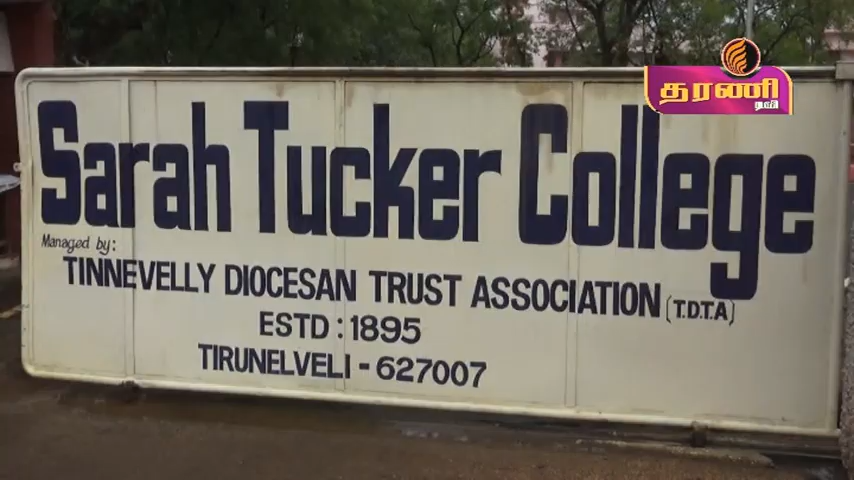 தரணி
டிவி
Sarah Tucker College
Managed by:
TINNEVELLY DIOCESAN TRUST ASSOCIATION (T.D.T.A)
ESTD : 1895
TIRUNELVELI - 627007